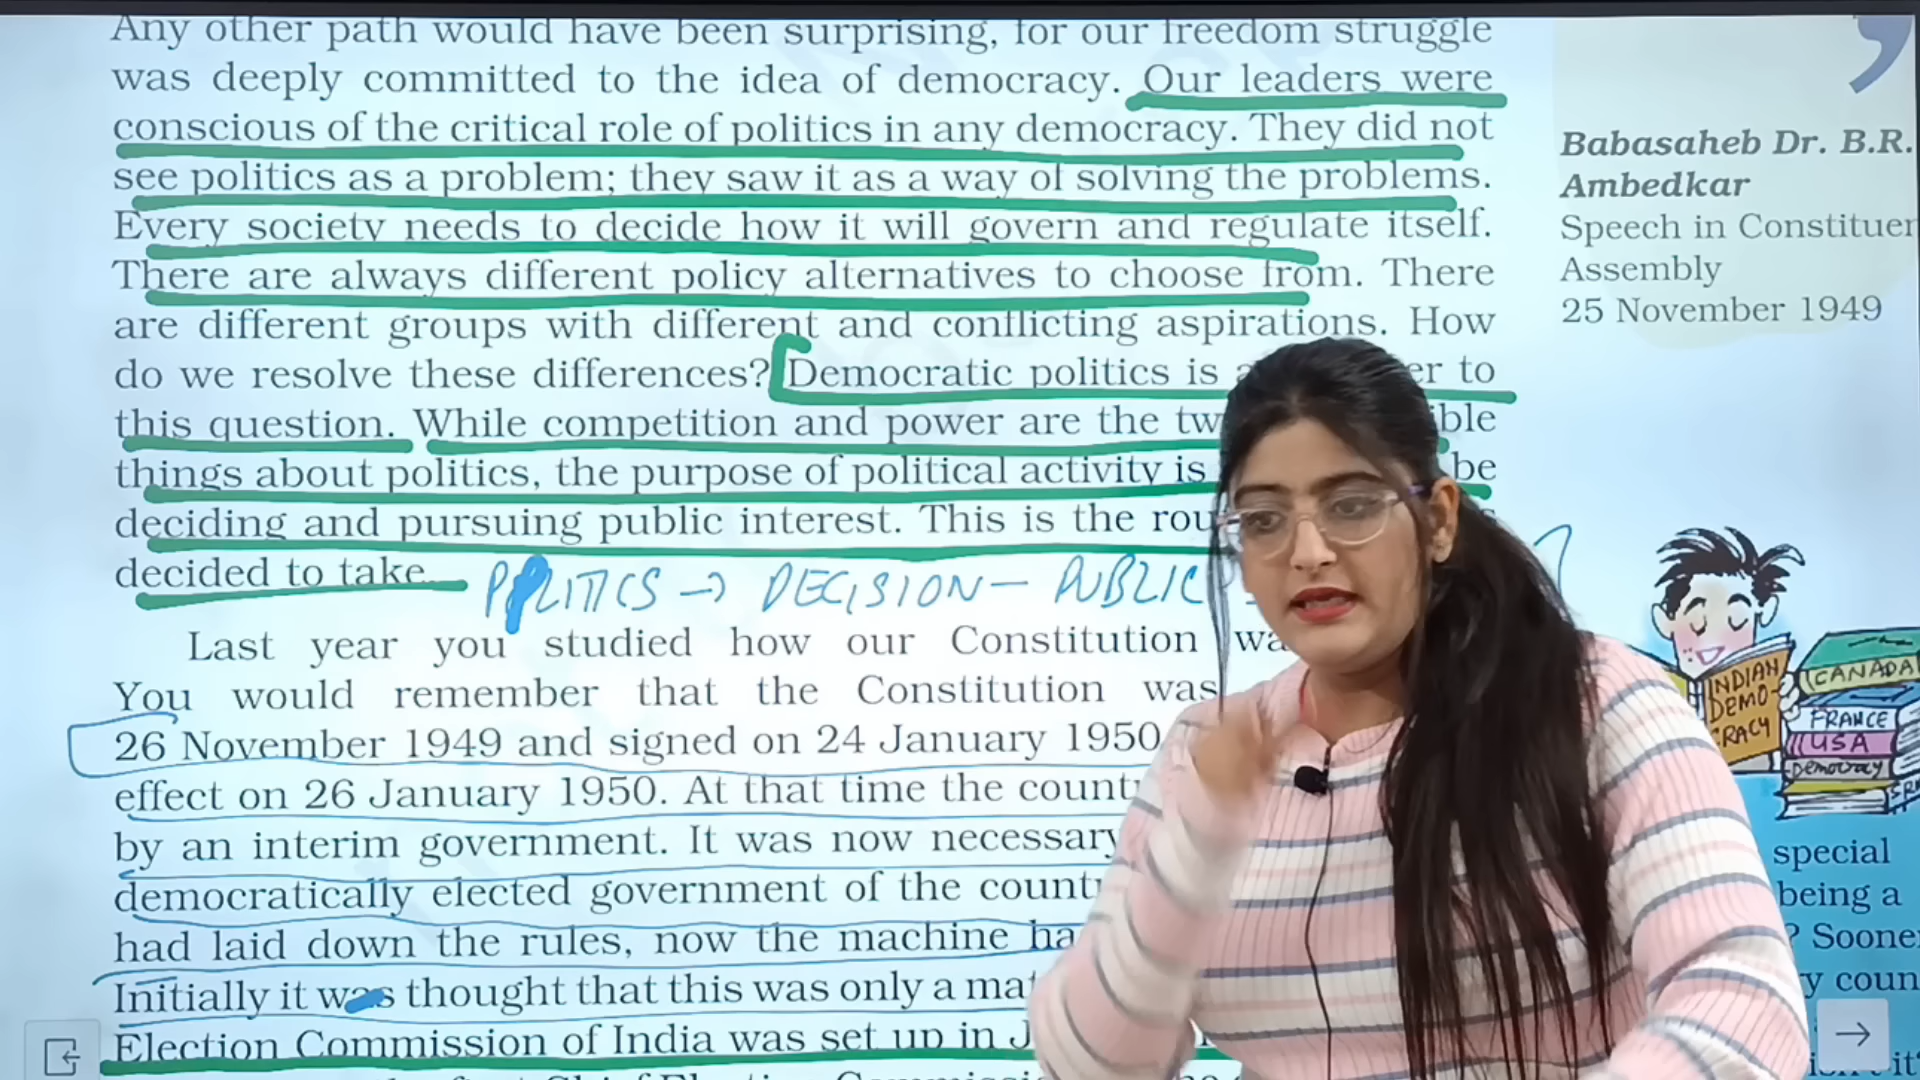 Any other path would have been surprising, for our freedom struggle
was deeply committed to the idea of democracy. Our leaders were
conscious of the critical role of politics in any democracy. They did not
see politics as a problem; they saw it as a way of solving the problems.
Every society needs to decide how it will govern and regulate itself.
There are always different policy alternatives to choose from. There
are different groups with different and conflicting aspirations. How
do we resolve these differences? Democratic politics is er to
this question. While competition and power are the tw ible
things about politics, the purpose of political activity is be
deciding and pursuing public interest. This is the rou
decided to take.
POLITICS → DECISION – PUBLIC
Last year you studied how our Constitution wa
You would remember that the Constitution was
26 November 1949 and signed on 24 January 1950
effect on 26 January 1950. At that time the count
by an interim government. It was now necessary
democratically elected government of the count
had laid down the rules, now the machine ha
Initially it was thought that this was only a ma
Election Commission of India was set up in J
Babasaheb Dr. B.R.
Ambedkar
Speech in Constituen
Assembly
25 November 1949
INDIAN
DEMO-
CRACY
CANADA
FRANCE
USA
Democracy
special
being a
? Soone
y coun